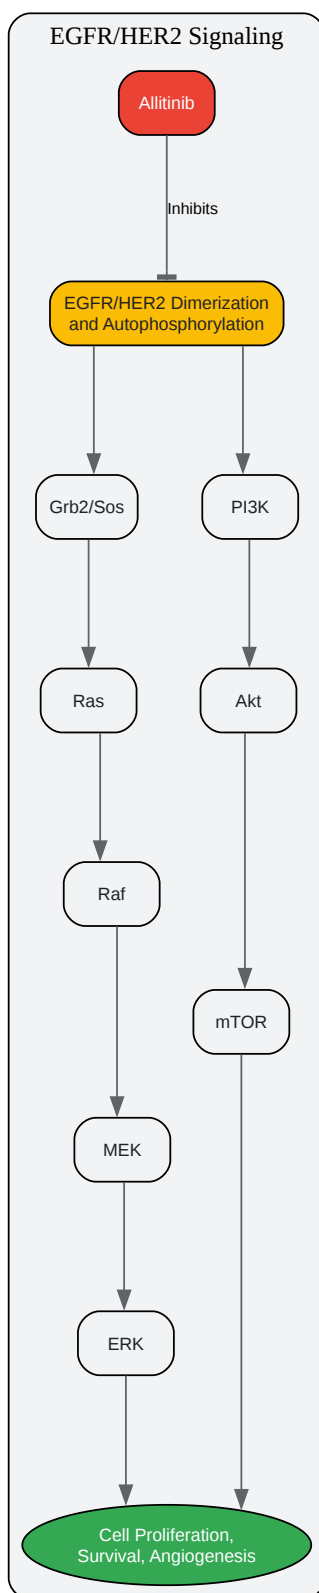 EGFR/HER2 Signaling
Allitinib
Inhibits
EGFR/HER2 Dimerization
and Autophosphorylation
Grb2/Sos
PI3K
Ras
Akt
Raf
mTOR
MEK
ERK
Cell Proliferation,
Survival, Angiogenesis